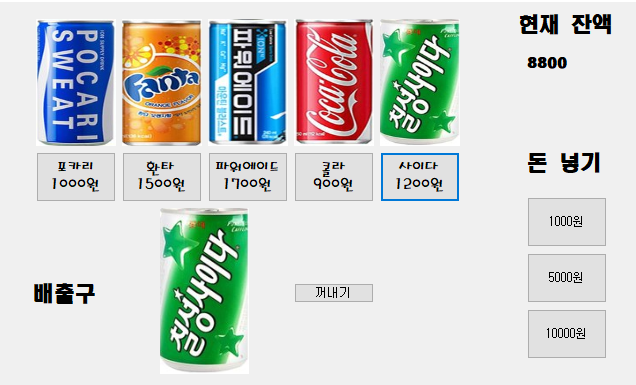 현재 잔액
8800
POCARI
SWEAT
Fanta
ORANGE FLAVOR
파워에이드
Coca-Cola
칠성사이다
포카리
1000원
환타
1500원
파워에이드
1700원
콜라
900원
사이다
1200원
돈 넣기
1000원
5000원
10000원
배출구
칠성사이다
꺼내기